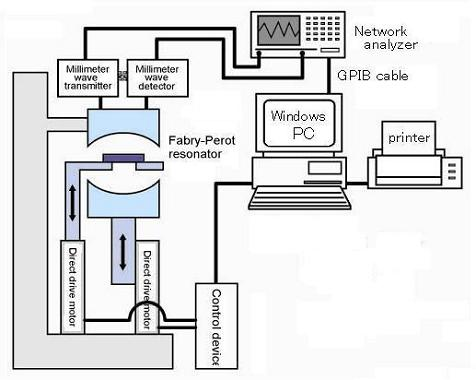 Network
analyzer
Millimeter
wave
transmitter
Millimeter
wave
detector
GPIB cable
Windows
PC
printer
Fabry-Perot
resonator
Direct drive motor
Direct drive motor
Control device